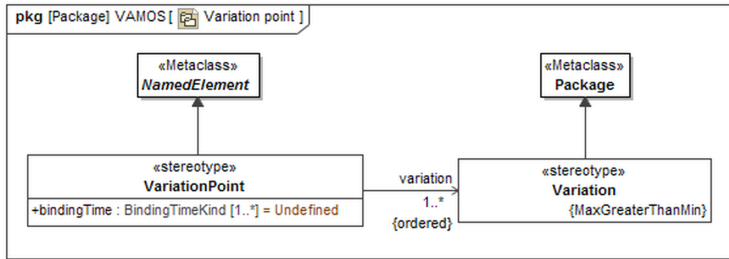 pkg [Package] VAMOS [ Variation point ]
«Metaclass»
NamedElement
«Metaclass»
Package
«stereotype»
VariationPoint
+bindingTime : BindingTimeKind [1..*] = Undefined
variation
1..*
{ordered}
«stereotype»
Variation
{MaxGreaterThanMin}